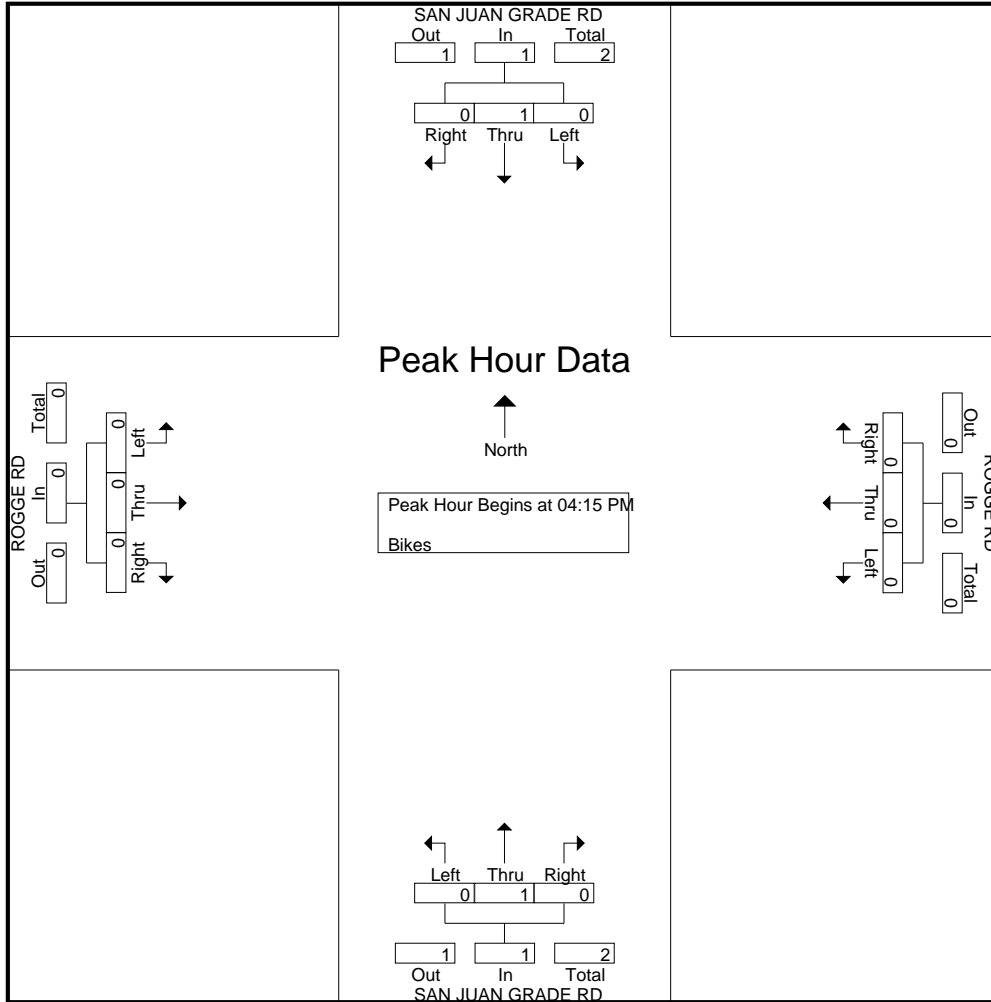 SAN JUAN GRADE RD
Out In Total
1 1 2
0 1 0
Right Thru Left
Peak Hour Data
North
Peak Hour Begins at 04:15 PM
Bikes
ROGGE RD
Out In Total
0 0 0
0 0 0
Right Thru Left
ROGGE RD
Total In Out
0 0 0
0 0 0
Left Thru Right
Left Thru Right
0 1 0
1 1 2
Out In Total
SAN JUAN GRADE RD